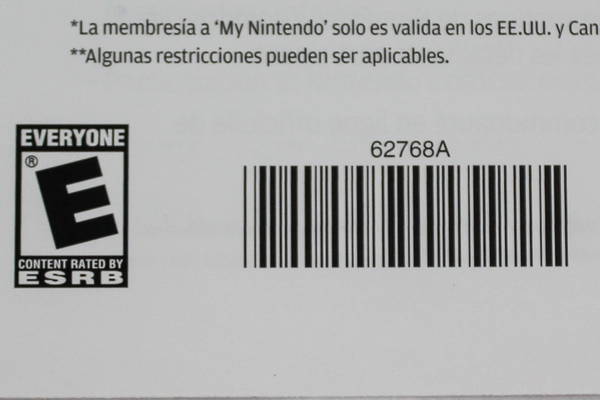 *La membresía a ‘My Nintendo’ solo es valida en los EE.UU. y Can
**Algunas restricciones pueden ser aplicables.
62768A
EVERYONE
®
E
CONTENT RATED BY
ESRB